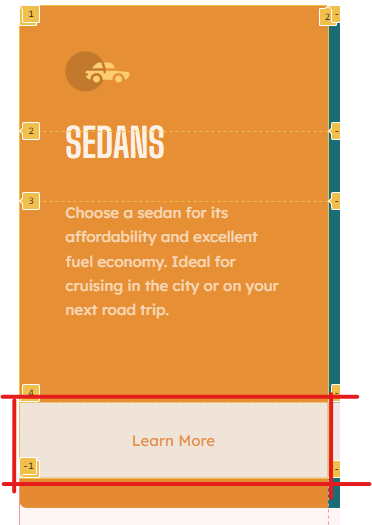 1
2
2
SEDANS
3
Choose a sedan for its
affordability and excellent
fuel economy. Ideal for
cruising in the city or on your
next road trip.
4
Learn More
-1